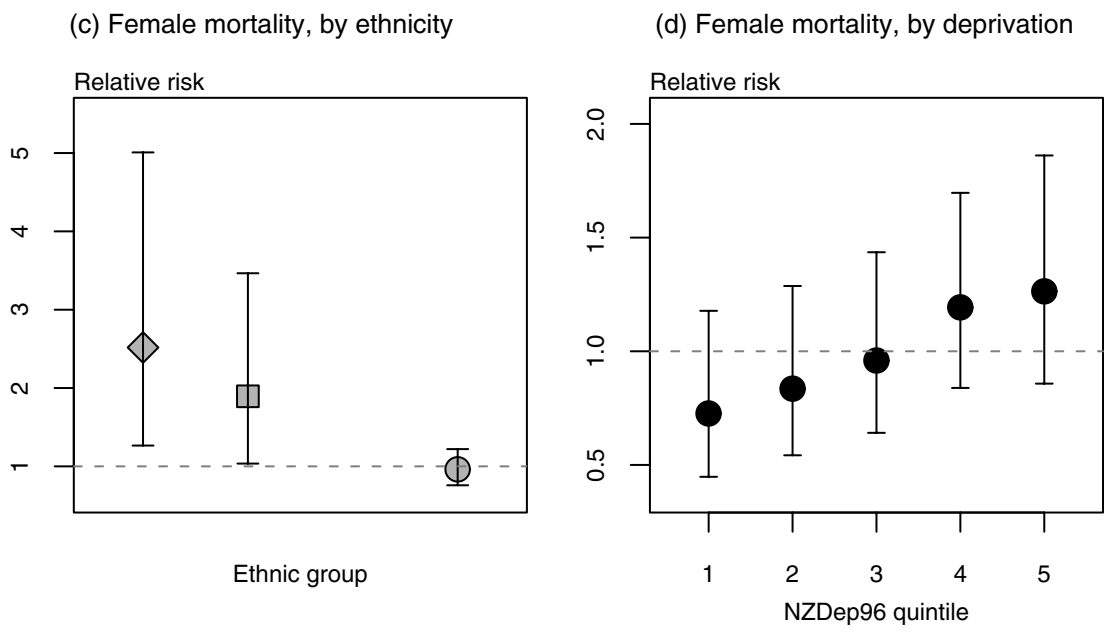 (c) Female mortality, by ethnicity
Relative risk
5
4
3
2
1
Ethnic group
(d) Female mortality, by deprivation
Relative risk
2.0
1.5
1.0
0.5
1 2 3 4 5
NZDep96 quintile